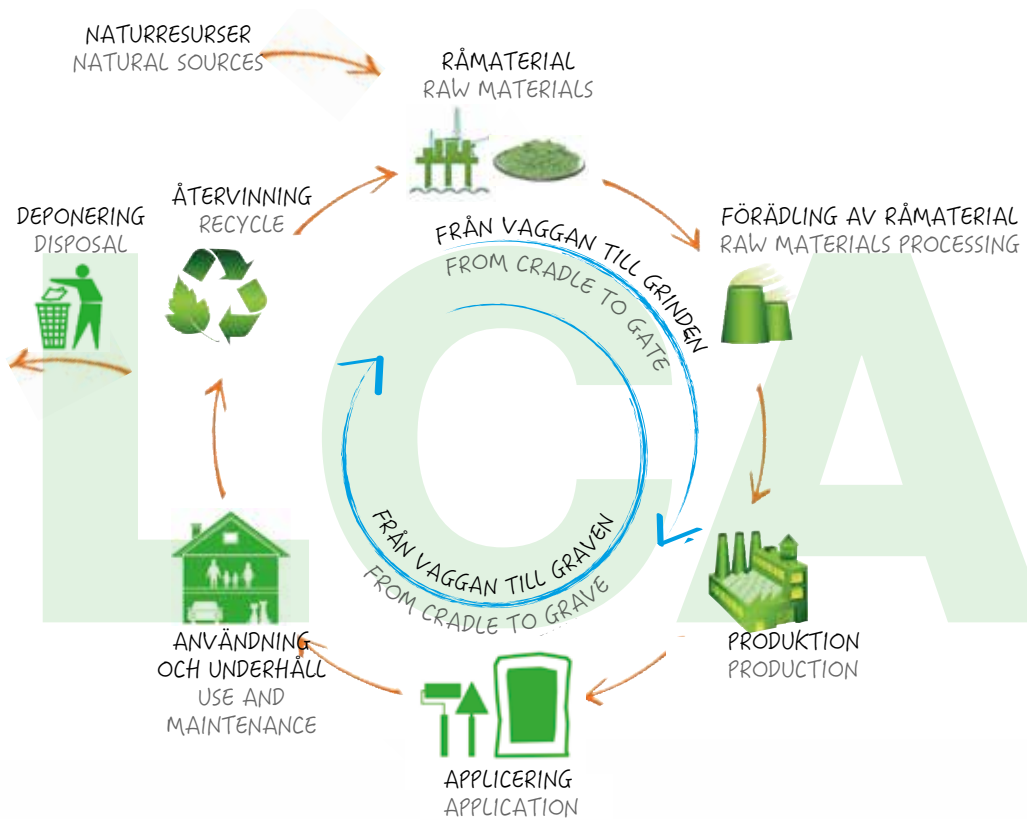 NATURRESURSER
NATURAL SOURCES
RÅMATERIAL
RAW MATERIALS
ÅTERVINNING
RECYCLE
DEPONERING
DISPOSAL
FÖRÄDLING AV RÅMATERIAL
RAW MATERIALS PROCESSING
FRÅN VAGGAN TILL GRINDEN
FROM CRADLE TO GATE
LCA
FRÅN VAGGAN TILL GRAVEN
FROM CRADLE TO GRAVE
ANVÄNDNING
OCH UNDERHÅLL
USE AND
MAINTENANCE
PRODUKTION
PRODUCTION
APPLICERING
APPLICATION